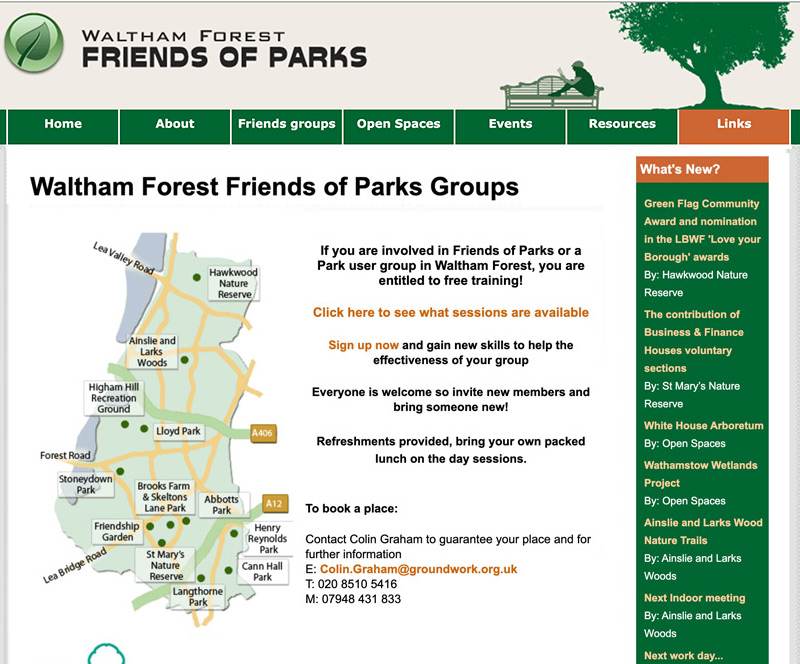 Waltham Forest
FRIENDS OF PARKS
Home
About
Friends groups
Open Spaces
Events
Resources
Links
Waltham Forest Friends of Parks Groups
Lea Valley Road
Hawkwood
Nature
Reserve
Ainslie and
Larks
Woods
Higham Hill
Recreation
Ground
Lloyd Park
A406
Forest Road
Stoneydown
Park
Brooks Farm
& Skeltons
Lane Park
Abbotts
Park
A12
Friendship
Garden
Henry
Reynolds
Park
Lea Bridge Road
St Mary's
Nature
Reserve
Cann Hall
Park
Langthorne
Park
If you are involved in Friends of Parks or a
Park user group in Waltham Forest, you are
entitled to free training!
Click here to see what sessions are available
Sign up now and gain new skills to help the
effectiveness of your group
Everyone is welcome so invite new members and
bring someone new!
Refreshments provided, bring your own packed
lunch on the day sessions.
To book a place:
Contact Colin Graham to guarantee your place and for
further information
E: Colin.Graham@groundwork.org.uk
T: 020 8510 5416
M: 07948 431 833
What's New?
Green Flag Community
Award and nomination
in the LBWF 'Love your
Borough' awards
By: Hawkwood Nature
Reserve
The contribution of
Business & Finance
Houses voluntary
sections
By: St Mary's Nature
Reserve
White House Arboretum
By: Open Spaces
Wathamstow Wetlands
Project
By: Open Spaces
Ainslie and Larks Wood
Nature Trails
By: Ainslie and Larks
Woods
Next Indoor meeting
By: Ainslie and Larks
Woods
Next work day...